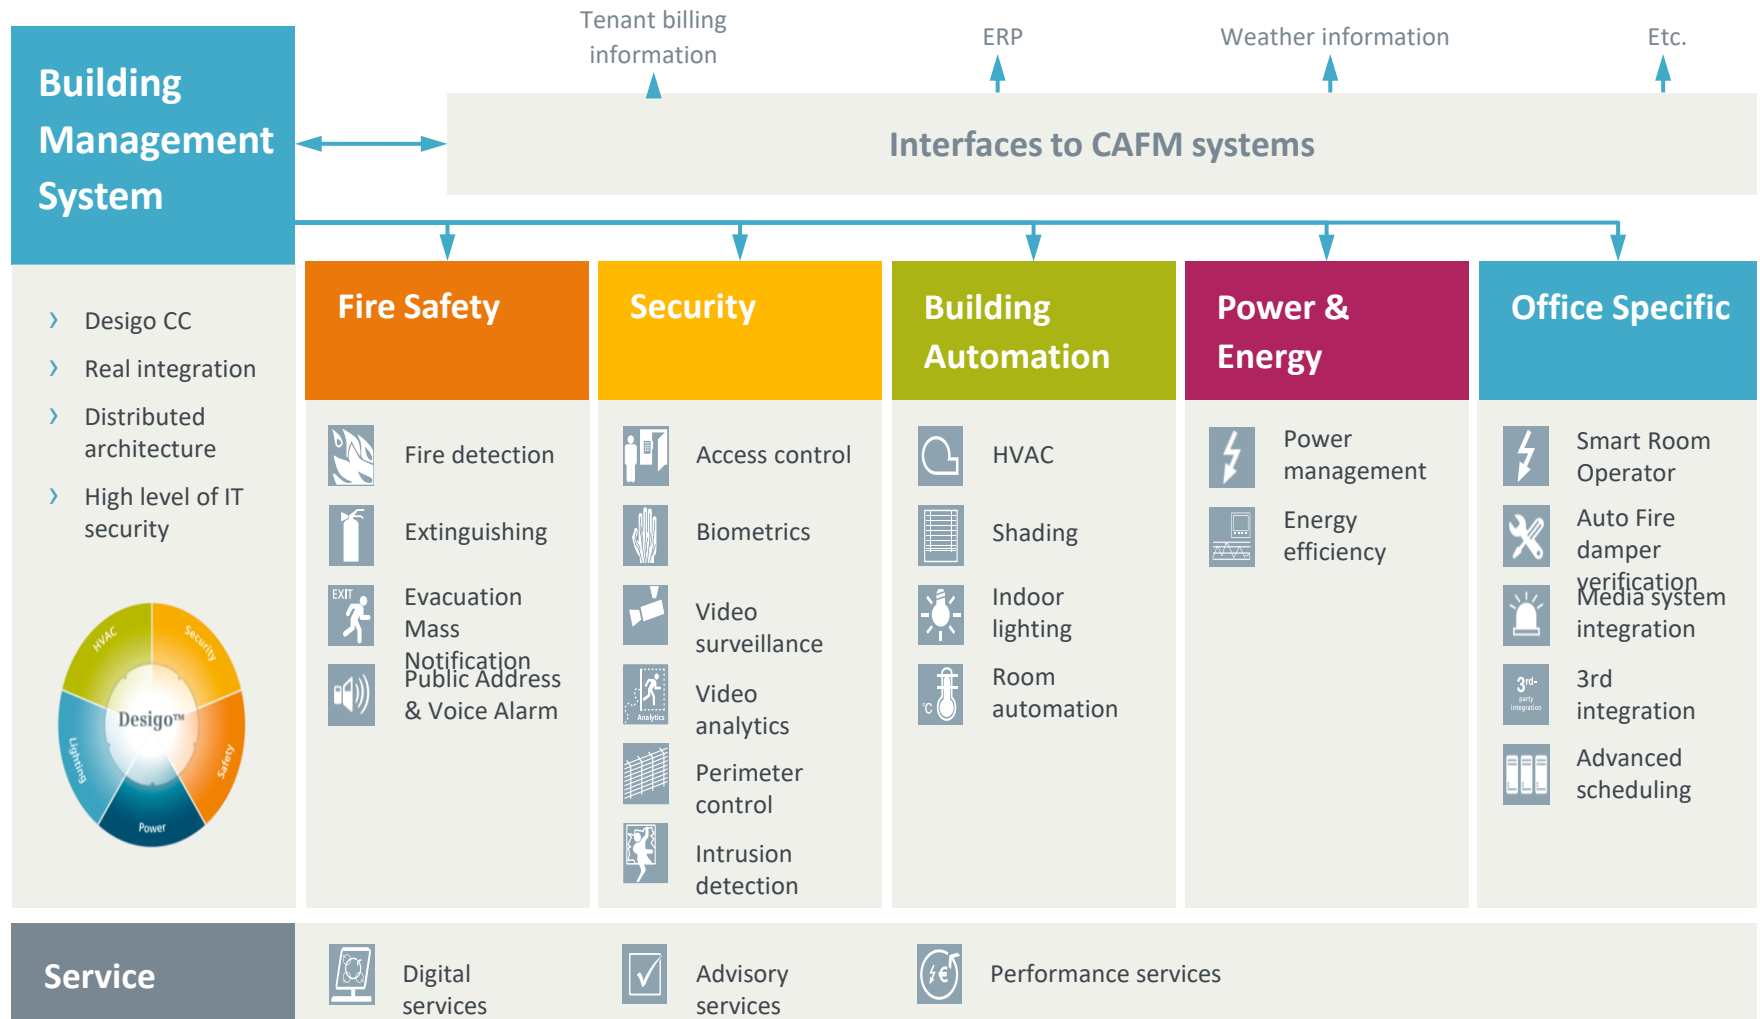 Tenant billing
information
ERP
Weather information
Etc.
Building
Management
System
Interfaces to CAFM systems
Desigo CC
Real integration
Distributed
architecture
High level of IT
security
HVAC
Security
Lighting
Desigo™
Safety
Power
Fire Safety
Fire detection
Extinguishing
EXIT
Evacuation
Mass
Notification
Public Address
& Voice Alarm
Security
Access control
Biometrics
Video
surveillance
Analytics
Video
analytics
Perimeter
control
Intrusion
detection
Building
Automation
HVAC
Shading
Indoor
lighting
°C
Room
automation
Power &
Energy
Power
management
Energy
efficiency
Office Specific
Smart Room
Operator
Auto Fire
damper
verification
Media system
integration
3rd-
party
integration
3rd
integration
Advanced
scheduling
Service
Digital
services
Advisory
services
€
Performance services